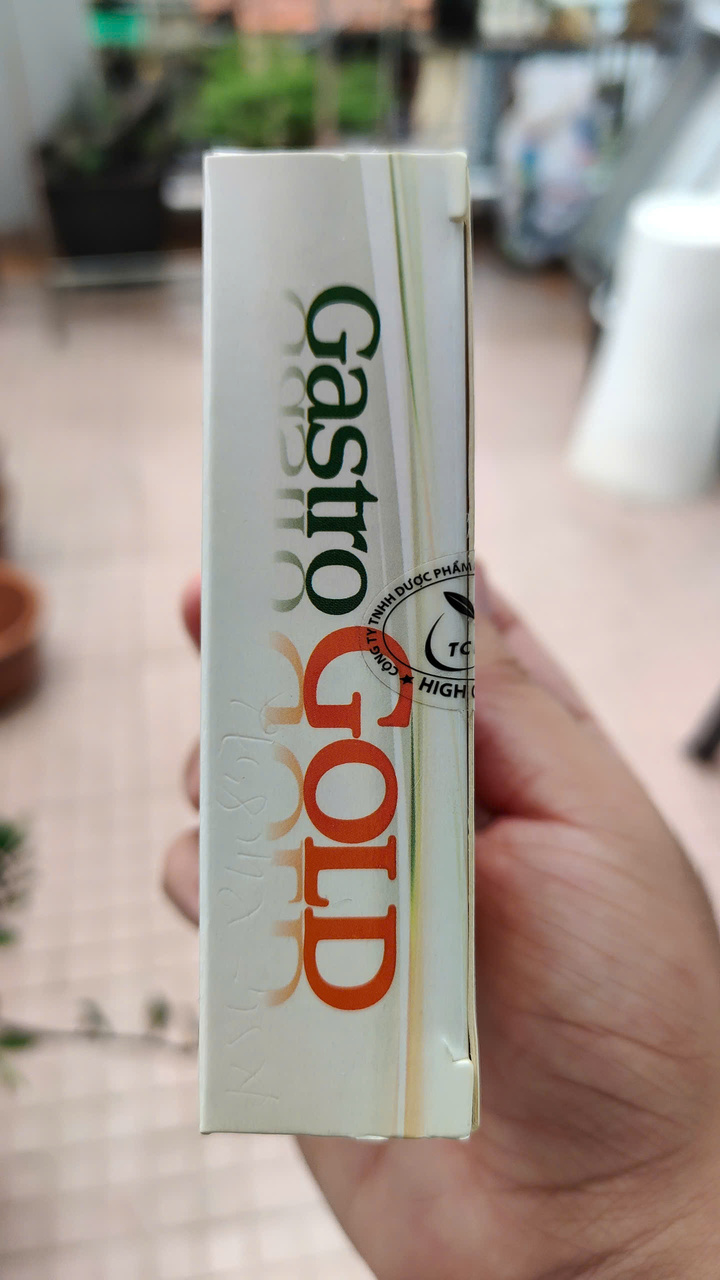 Gastro GOLD
CÔNG TY TNHH DƯỢC PHẨM
TC
HIGH